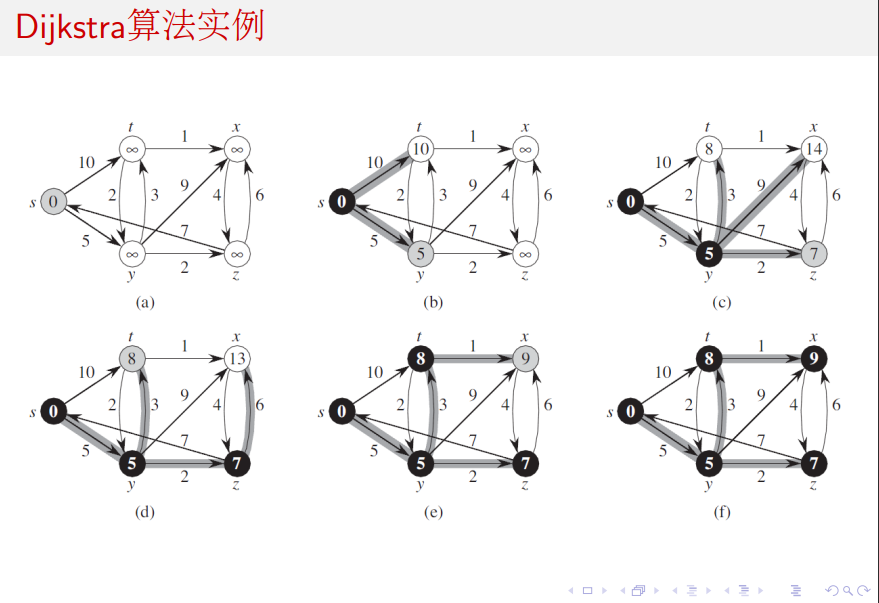 Dijkstra算法实例
t x
10 ∞ 1 ∞
s 0 2 3 9 4 6
5 7
∞ 2 ∞
y z
(a)
t x
10 10 1 ∞
s 0 2 3 9 4 6
5 7
5 2 ∞
y z
(b)
t x
10 8 1 14
s 0 2 3 9 4 6
5 7
5 2 7
y z
(c)
t x
10 8 1 13
s 0 2 3 9 4 6
5 7
5 2 7
y z
(d)
t x
10 8 1 9
s 0 2 3 9 4 6
5 7
5 2 7
y z
(e)
t x
10 8 1 9
s 0 2 3 9 4 6
5 7
5 2 7
y z
(f)